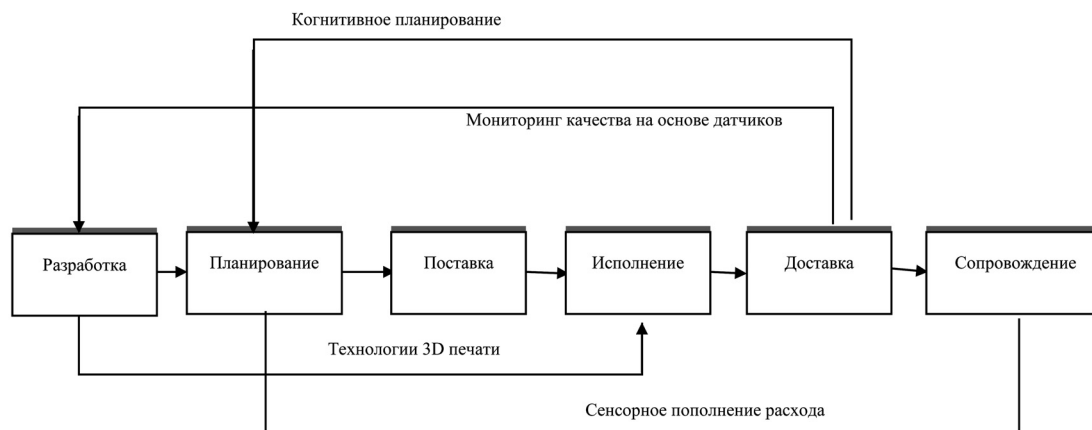 Когнитивное планирование
Мониторинг качества на основе датчиков
Разработка
Планирование
Поставка
Исполнение
Доставка
Сопровождение
Технологии 3D печати
Сенсорное пополнение расхода